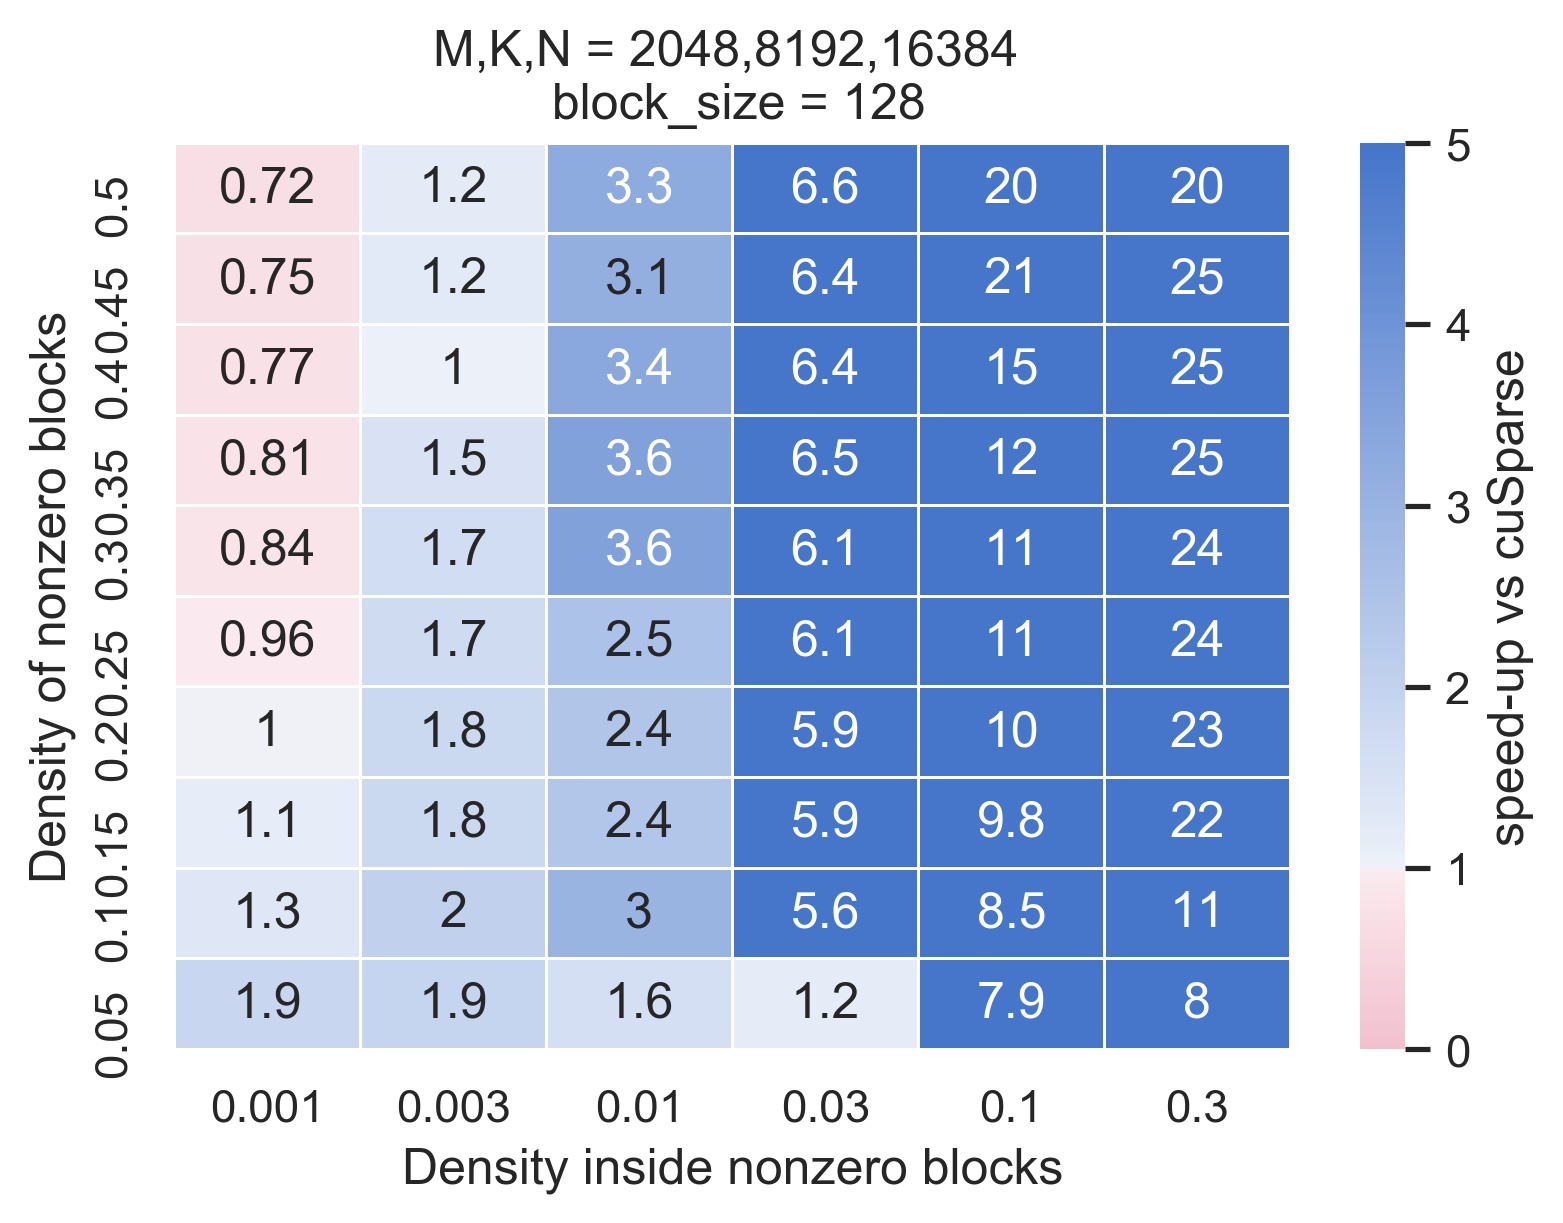 M,K,N = 2048,8192,16384
block_size = 128
Density of nonzero blocks
0.5 0.72 1.2 3.3 6.6 20 20
0.45 0.75 1.2 3.1 6.4 21 25
0.4 0.77 1 3.4 6.4 15 25
0.35 0.81 1.5 3.6 6.5 12 25
0.3 0.84 1.7 3.6 6.1 11 24
0.25 0.96 1.7 2.5 6.1 11 24
0.2 1 1.8 2.4 5.9 10 23
0.15 1.1 1.8 2.4 5.9 9.8 22
0.1 1.3 2 3 5.6 8.5 11
0.05 1.9 1.9 1.6 1.2 7.9 8
0.001 0.003 0.01 0.03 0.1 0.3
Density inside nonzero blocks
5
4
3
2
1
0
speed-up vs cuSparse